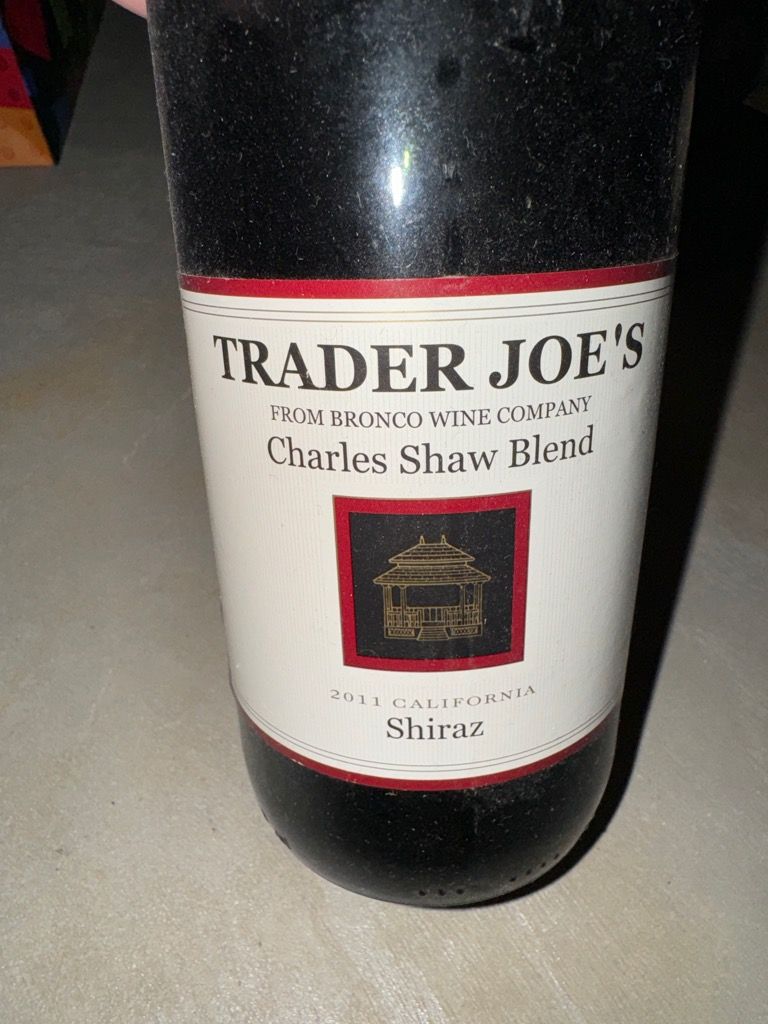 TRADER JOE'S
FROM BRONCO WINE COMPANY
Charles Shaw Blend
2011 CALIFORNIA
Shiraz